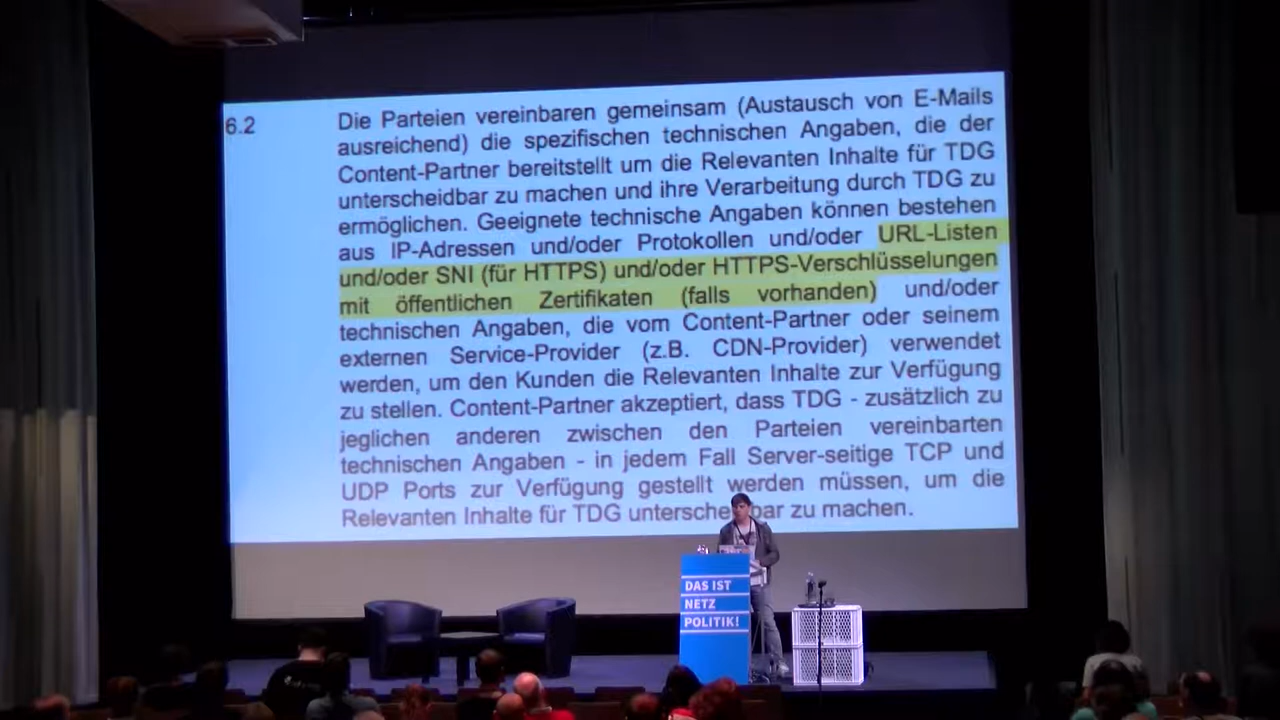 6.2 Die Parteien vereinbaren gemeinsam (Austausch von E-Mails
ausreichend) die spezifischen technischen Angaben, die der
Content-Partner bereitstellt um die Relevanten Inhalte für TDG
unterscheidbar zu machen und ihre Verarbeitung durch TDG zu
ermöglichen. Geeignete technische Angaben können bestehen
aus IP-Adressen und/oder Protokollen und/oder URL-Listen
und/oder SNI (für HTTPS) und/oder HTTPS-Verschlüsselungen
mit öffentlichen Zertifikaten (falls vorhanden) und/oder
technischen Angaben, die vom Content-Partner oder seinem
externen Service-Provider (z.B. CDN-Provider) verwendet
werden, um den Kunden die Relevanten Inhalte zur Verfügung
zu stellen. Content-Partner akzeptiert, dass TDG - zusätzlich zu
jeglichen anderen zwischen den Parteien vereinbarten
technischen Angaben - in jedem Fall Server-seitige TCP und
UDP Ports zur Verfügung gestellt werden müssen, um die
Relevanten Inhalte für TDG unterscheidbar zu machen.
DAS IST
NETZ
POLITIK!